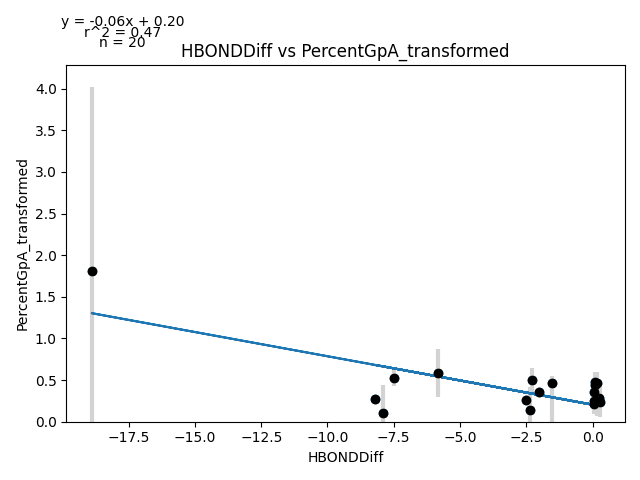 y = -0.06x + 0.20
r^2 = 0.47
n = 20
HBONDDiff vs PercentGpA_transformed
PercentGpA_transformed
4.0
3.5
3.0
2.5
2.0
1.5
1.0
0.5
0.0
−17.5 −15.0 −12.5 −10.0 −7.5 −5.0 −2.5 0.0
HBONDDiff